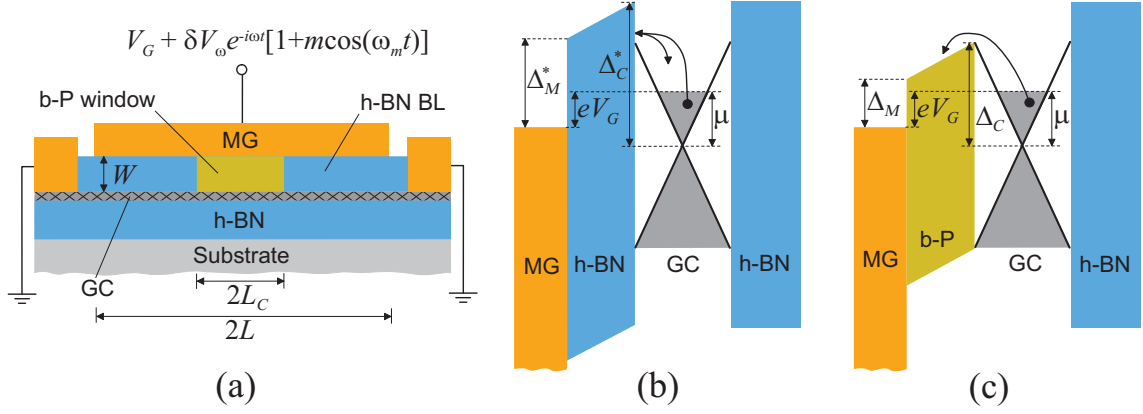 V_G + δV_ω e^{-iωt}[1+mcos(ω_m t)]
b-P window
h-BN BL
MG
W
h-BN
Substrate
GC
2L_C
2L
(a)
Δ*_M
eV_G
Δ*_C
μ
MG
h-BN
GC
h-BN
(b)
Δ_M
eV_G
Δ_C
μ
MG
b-P
GC
h-BN
(c)